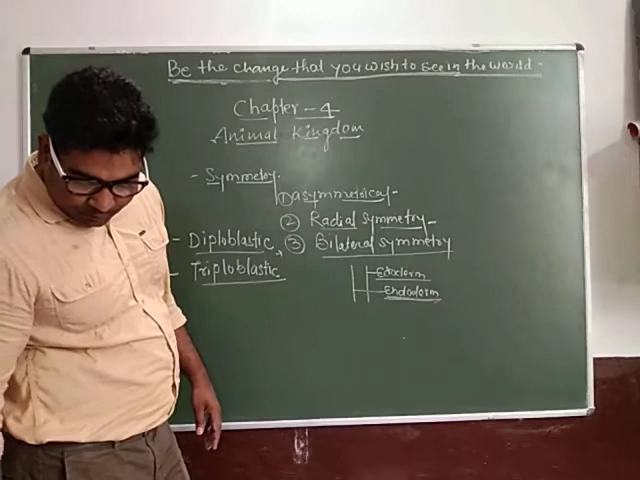 Be the change that you wish to see in the world -
Chapter - 4
Animal Kingdom
- Symmetry.
① asymmetrical -
② Radial symmetry -
- Diploblastic
③ Bilateral symmetry
- Triploblastic
Ectoderm
Endoderm